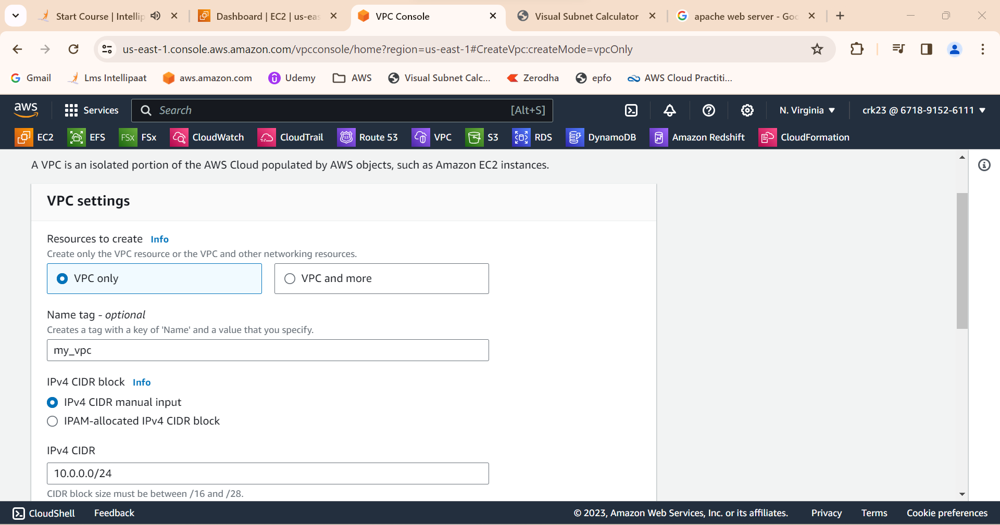 Start Course | Intellip
Dashboard | EC2 | us-eas
VPC Console
Visual Subnet Calculator
apache web server - Goo
us-east-1.console.aws.amazon.com/vpcconsole/home?region=us-east-1#CreateVpc:createMode=vpcOnly
Gmail
Lms Intellipaat
aws.amazon.com
Udemy
AWS
Visual Subnet Calc...
Zerodha
epfo
AWS Cloud Practiti...
aws
Services
Search
[Alt+S]
N. Virginia
crk23 @ 6718-9152-6111
EC2
EFS
FSx FSx
CloudWatch
CloudTrail
53 Route 53
VPC
S3
RDS
DynamoDB
Amazon Redshift
CloudFormation
A VPC is an isolated portion of the AWS Cloud populated by AWS objects, such as Amazon EC2 instances.
VPC settings
Resources to create Info
Create only the VPC resource or the VPC and other networking resources.
VPC only
VPC and more
Name tag - optional
Creates a tag with a key of 'Name' and a value that you specify.
my_vpc
IPv4 CIDR block Info
IPv4 CIDR manual input
IPAM-allocated IPv4 CIDR block
IPv4 CIDR
10.0.0.0/24
CIDR block size must be between /16 and /28.
CloudShell
Feedback
© 2023, Amazon Web Services, Inc. or its affiliates.
Privacy
Terms
Cookie preferences